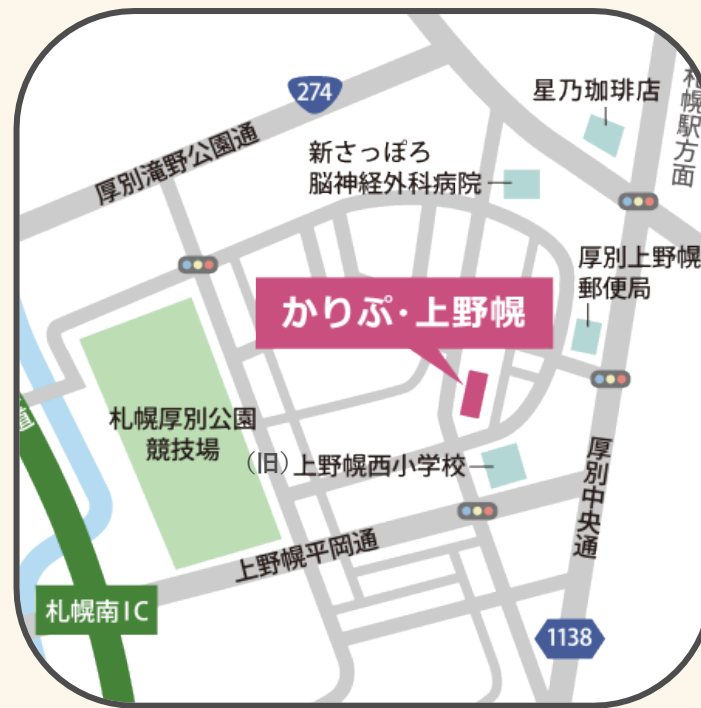 274
星乃珈琲店
札幌駅方面
厚別滝野公園通
新さっぽろ
脳神経外科病院
厚別上野幌
郵便局
かりぷ・上野幌
道
札幌厚別公園
競技場
（旧）上野幌西小学校
厚別中央通
上野幌平岡通
札幌南IC
1138